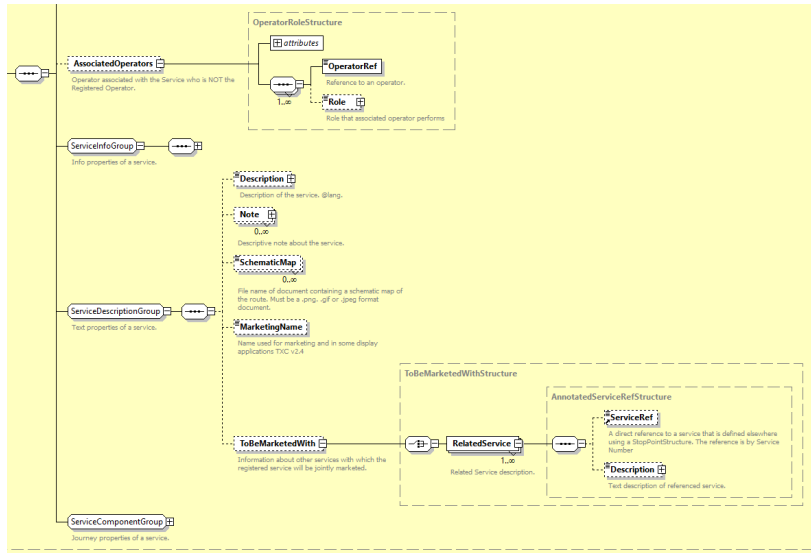 OperatorRoleStructure
attributes
AssociatedOperators
Operator associated with the Service who is NOT the
Registered Operator.
OperatorRef
Reference to an operator.
1..∞
Role
Role that associated operator performs
ServiceInfoGroup
Info properties of a service.
Description
Description of the service. @lang.
Note
0..∞
Descriptive note about the service.
SchematicMap
0..∞
File name of document containing a schematic map of
the route. Must be a .png, .gif or .jpeg format
document.
ServiceDescriptionGroup
Text properties of a service.
MarketingName
Name used for marketing and in some display
applications TXC v2.4
ToBeMarketedWithStructure
AnnotatedServiceRefStructure
ServiceRef
A direct reference to a service that is defined elsewhere
using a StopPointStructure. The reference is by Service
Number
ToBeMarketedWith
Information about other services with which the
registered service will be jointly marketed.
RelatedService
1..∞
Related Service description.
Description
Text description of referenced service.
ServiceComponentGroup
Journey properties of a service.